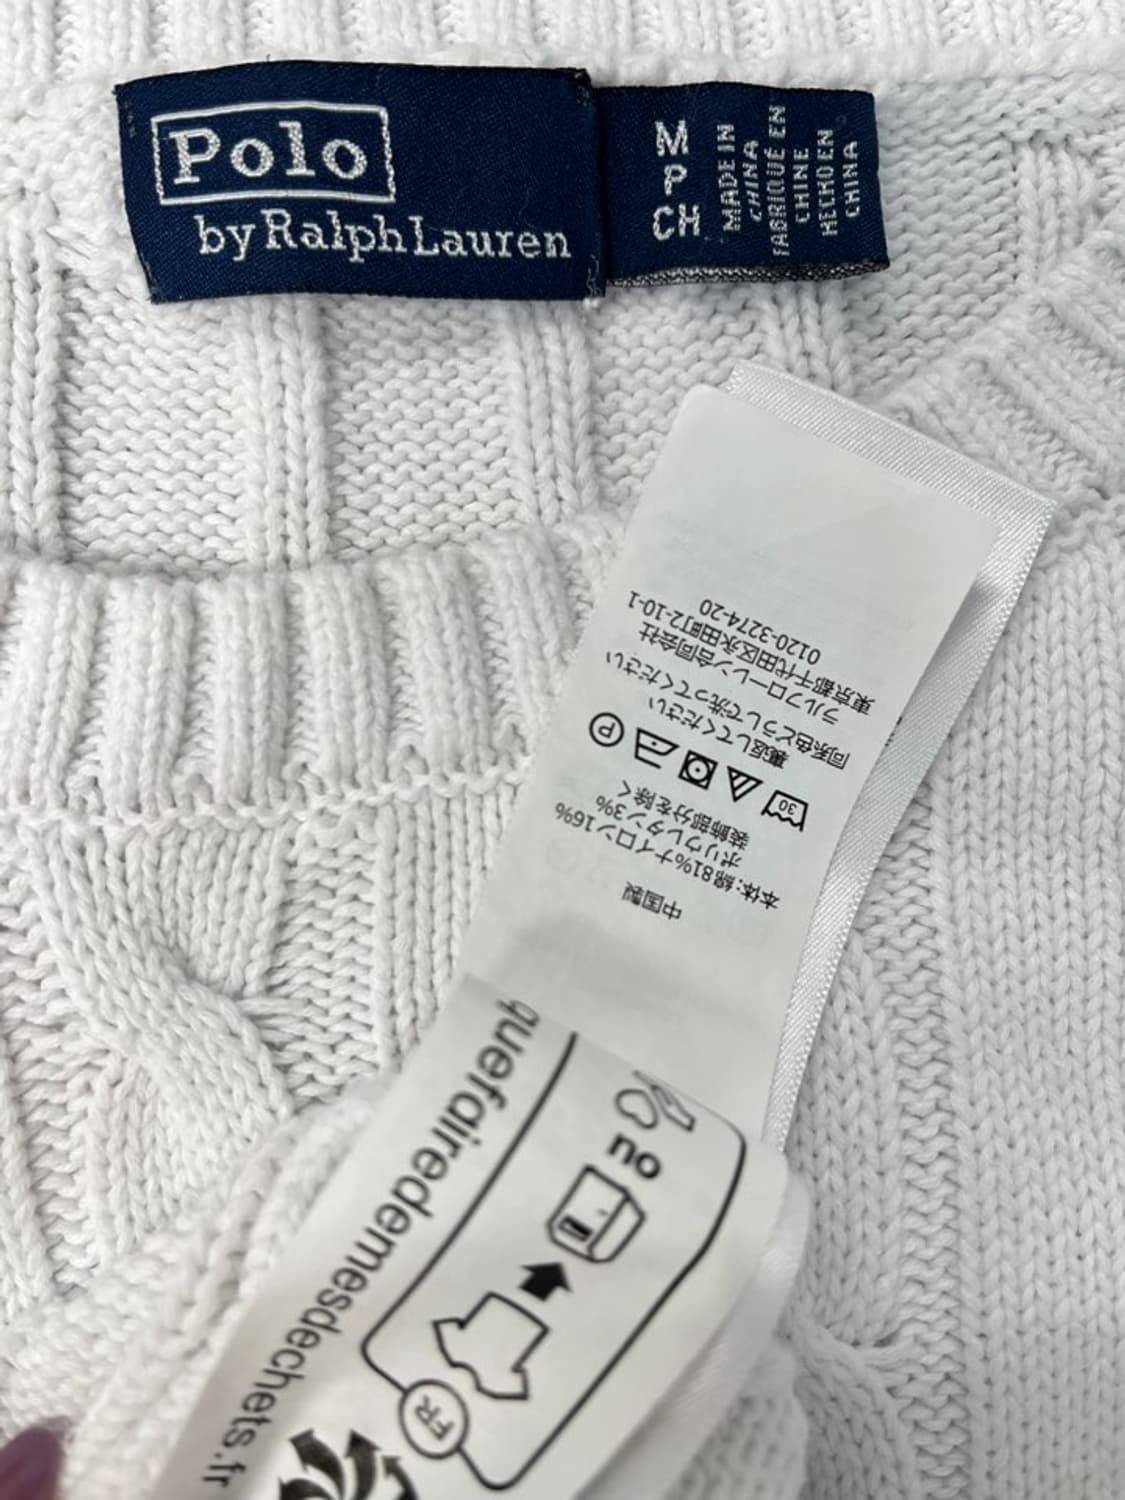 Polo
by Ralph Lauren
M
P
CH
MADE IN
CHINA
FABRIQUÉ EN
CHINE
HECHO EN
CHINA
中国製
本体: 綿81%ナイロン16%
ポリウレタン3%
装飾部分を除く
30 P
裏返してください
同系色どうしで洗ってください
ラルフローレン合同会社
東京都千代田区永田町2-10-1
0120-3274-20
FR
OU
quefairedemesdechets.fr